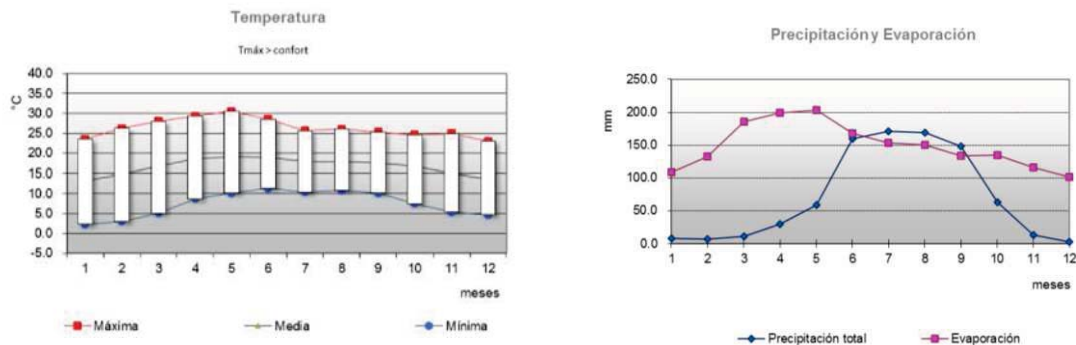 Temperatura
Tmáx > confort
°C
40.0
35.0
30.0
25.0
20.0
15.0
10.0
5.0
0.0
-5.0
1 2 3 4 5 6 7 8 9 10 11 12
meses
Máxima Media Mínima
Precipitación y Evaporación
mm
250.0
200.0
150.0
100.0
50.0
0.0
1 2 3 4 5 6 7 8 9 10 11 12
meses
Precipitación total Evaporación